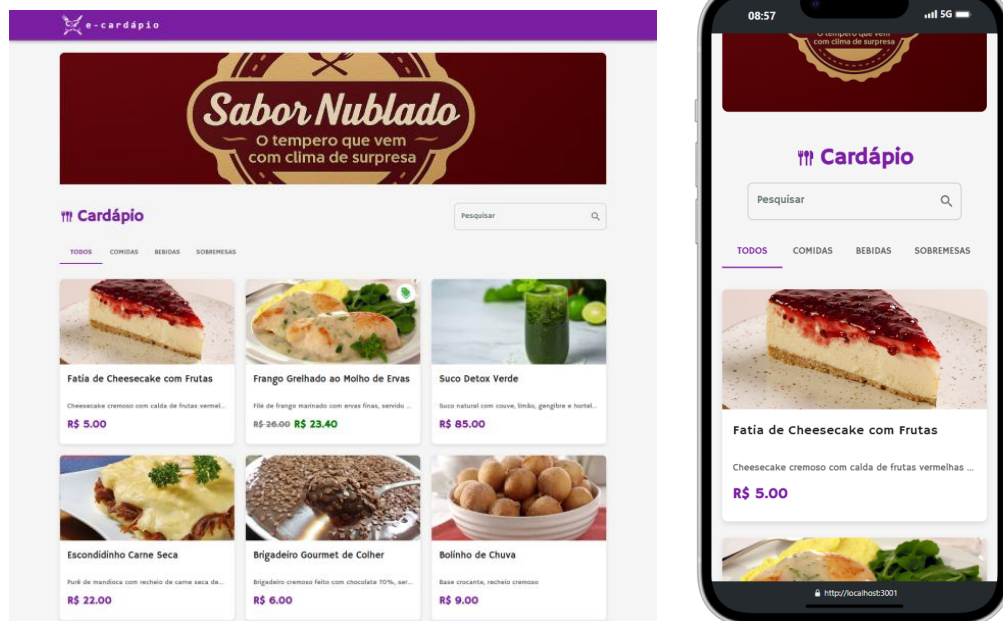 e-cardápio
Sabor Nublado
O tempero que vem
com clima de surpresa
Cardápio
Pesquisar
TODOS COMIDAS BEBIDAS SOBREMESAS
Fatia de Cheesecake com Frutas
Cheesecake cremoso com calda de frutas vermel...
R$ 5.00
Frango Grelhado ao Molho de Ervas
Filé de frango marinado com ervas finas, servido ...
R$ 26.00 R$ 23.40
Suco Detox Verde
Suco natural com couve, limão, gengibre e hortel...
R$ 85.00
Escondidinho Carne Seca
Purê de mandioca com recheio de carne seca de...
R$ 22.00
Brigadeiro Gourmet de Colher
Brigadeiro cremoso feito com chocolate 70%, ser...
R$ 6.00
Bolinho de Chuva
Base crocante, recheio cremoso
R$ 9.00
08:57 5G
O tempero que vem
com clima de surpresa
Cardápio
Pesquisar
TODOS COMIDAS BEBIDAS SOBREMESAS
Fatia de Cheesecake com Frutas
Cheesecake cremoso com calda de frutas vermelhas ...
R$ 5.00
http://localhost:3001